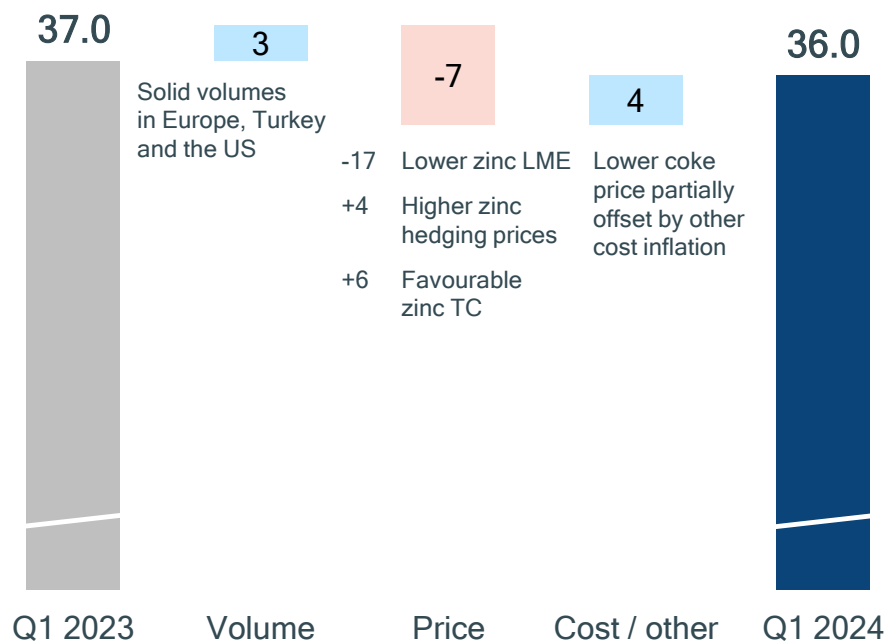 37.0
3
-7
4
36.0
Solid volumes
in Europe, Turkey
and the US
-17 Lower zinc LME
+4 Higher zinc
hedging prices
+6 Favourable
zinc TC
Lower coke
price partially
offset by other
cost inflation
Q1 2023
Volume
Price
Cost / other
Q1 2024